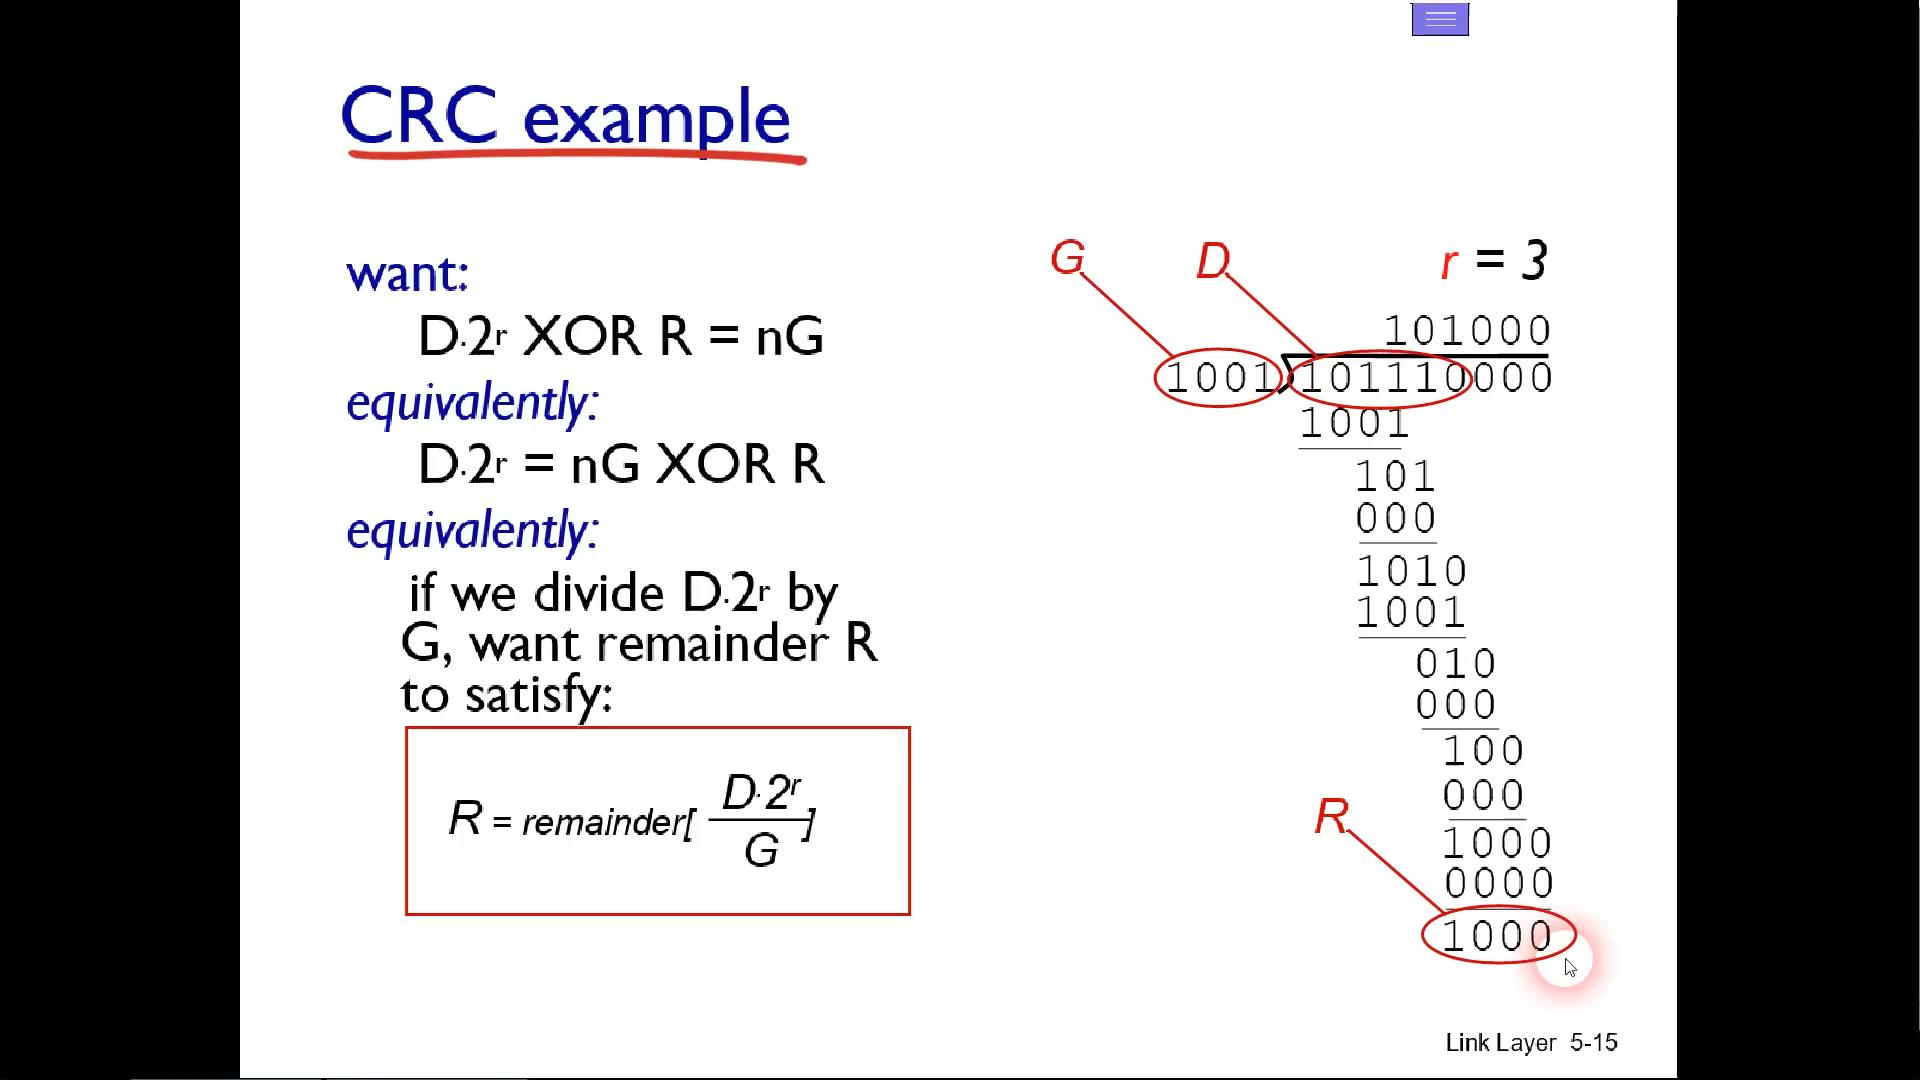 CRC example
want:
D.2r XOR R = nG
equivalently:
D.2r = nG XOR R
equivalently:
if we divide D.2r by
G, want remainder R
to satisfy:
R = remainder[ D.2r ]
G
G D r = 3
101000
1001 101110000
1001
101
000
1010
1001
010
000
100
000
R 1000
0000
1000
Link Layer 5-15